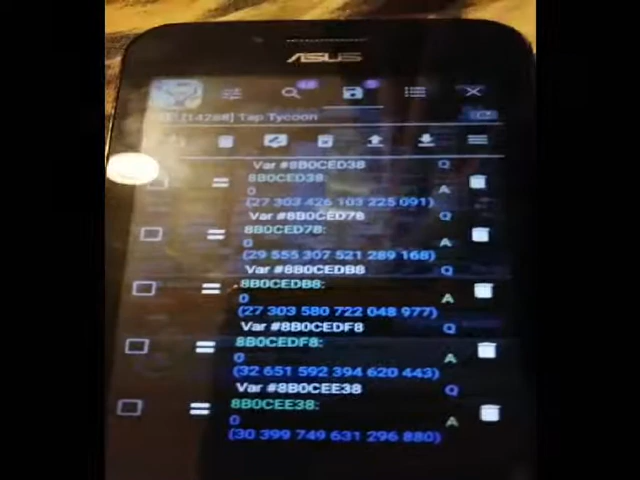 ASUS
[14288] Tap Tycoon
Var #8B0CED38 Q
8B0CED38:
0 A
(27 303 426 103 225 091)
Var #8B0CED78 Q
8B0CED78:
0 A
(29 555 307 521 289 168)
Var #8B0CEDB8 Q
8B0CEDB8:
0 A
(27 303 580 722 048 977)
Var #8B0CEDF8 Q
8B0CEDF8:
0 A
(32 651 592 394 620 443)
Var #8B0CEE38 Q
8B0CEE38:
0 A
(30 399 749 631 296 880)